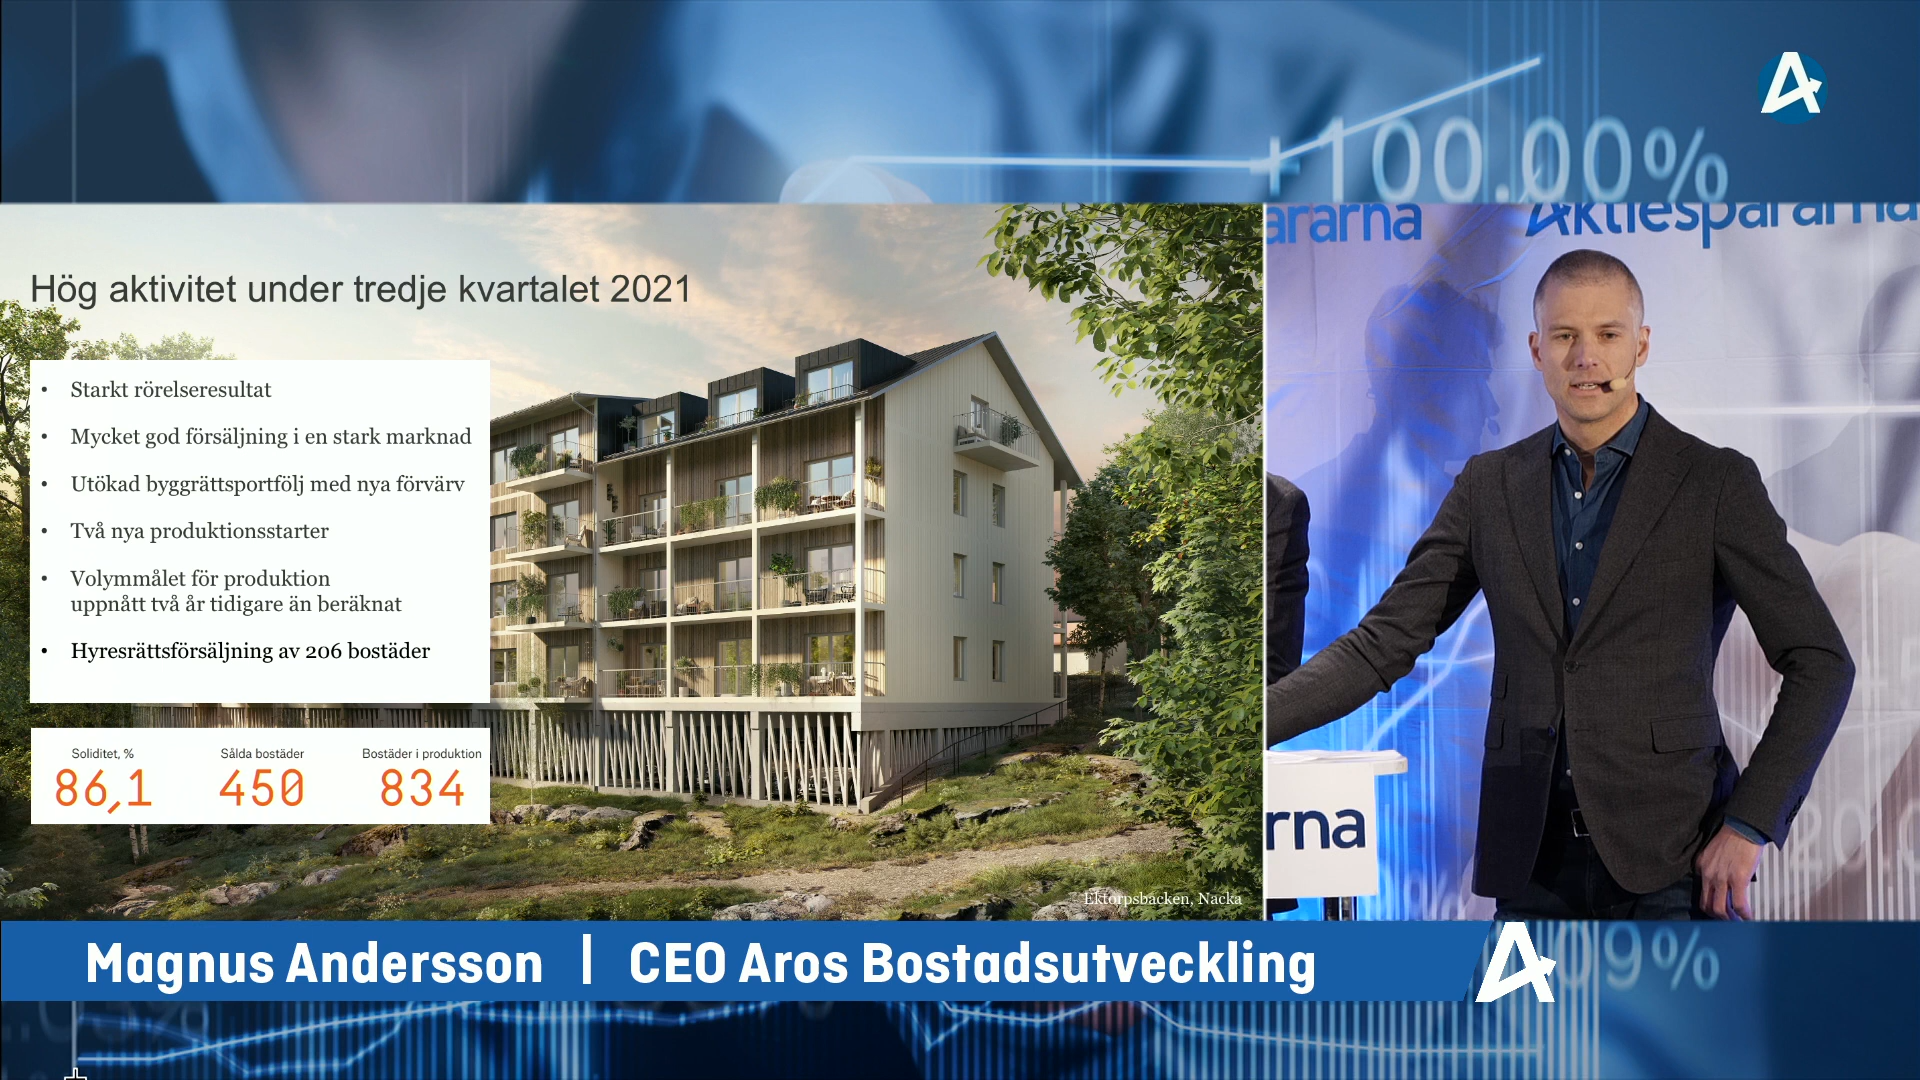 +100.00%
Hög aktivitet under tredje kvartalet 2021
• Starkt rörelseresultat
• Mycket god försäljning i en stark marknad
• Utökad byggrättsportfölj med nya förvärv
• Två nya produktionsstarter
• Volymmålet för produktion
uppnått två år tidigare än beräknat
• Hyresrättsförsäljning av 206 bostäder
Soliditet, %
86,1
Sålda bostäder
450
Bostäder i produktion
834
Ektorpsbacken, Nacka
ararna
Aktiespararna
rna
Magnus Andersson | CEO Aros Bostadsutveckling
09%